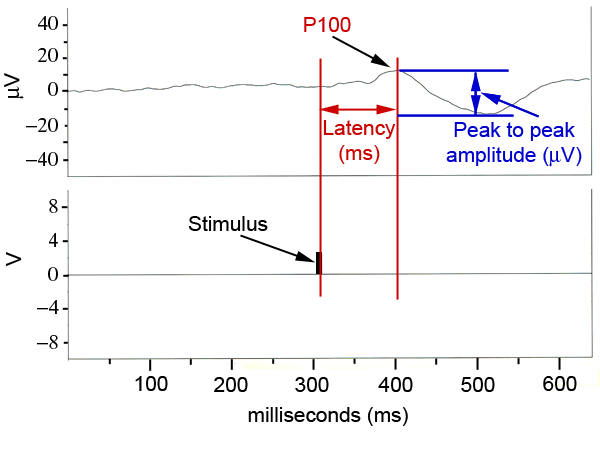 P100
40
20
0
−20
−40
μV
Latency
(ms)
Peak to peak
amplitude (μV)
Stimulus
8
4
0
−4
−8
V
100 200 300 400 500 600
milliseconds (ms)